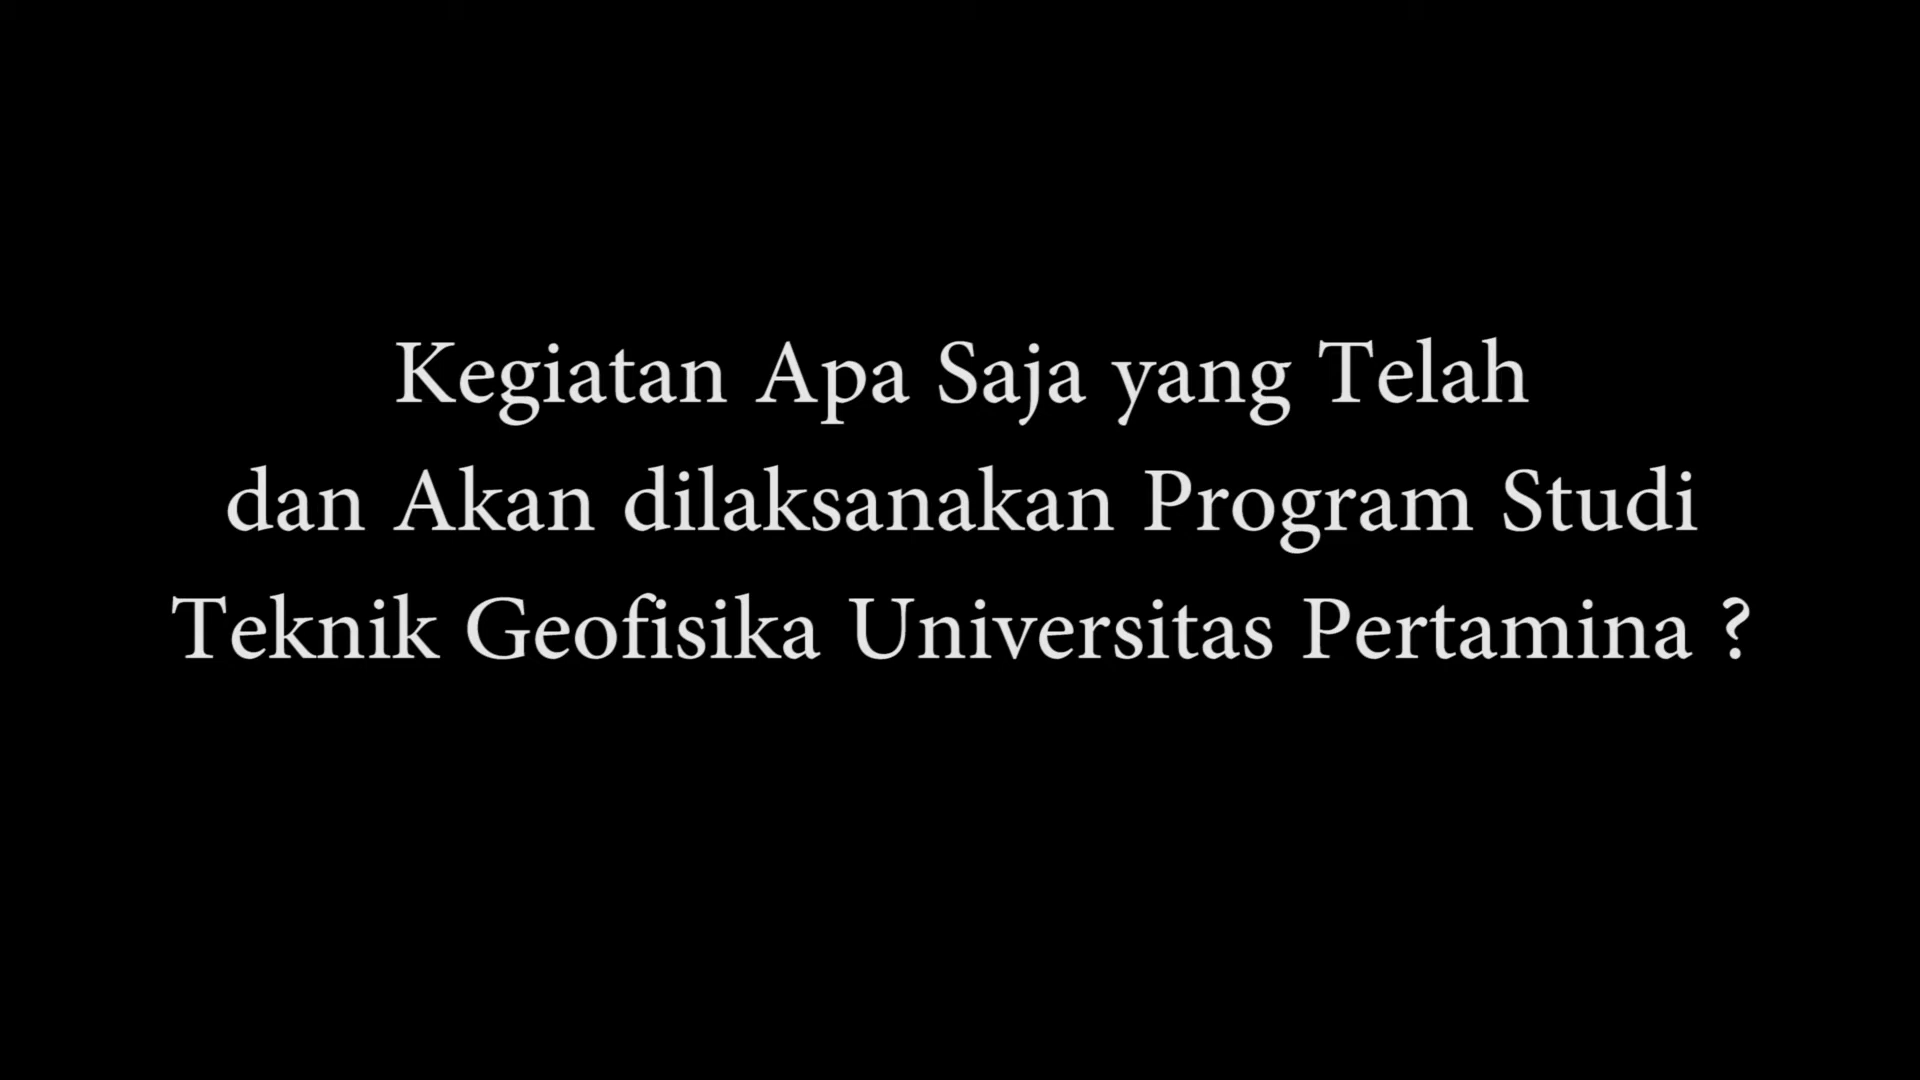 Kegiatan Apa Saja yang Telah
dan Akan dilaksanakan Program Studi
Teknik Geofisika Universitas Pertamina ?